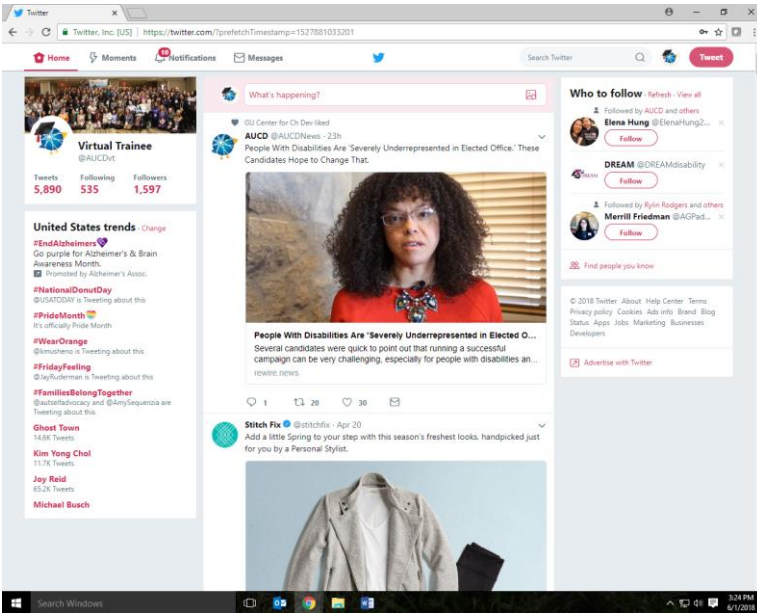 Twitter
Twitter, Inc. [US] | https://twitter.com/?prefetchTimestamp=1527881033201
Home Moments 10 Notifications Messages Search Twitter Tweet
Virtual Trainee
@AUCDvt
Tweets Following Followers
5,890 535 1,597
United States trends · Change
#EndAlzheimers
Go purple for Alzheimer's & Brain
Awareness Month.
Promoted by Alzheimer's Assoc.
#NationalDonutDay
@USATODAY is Tweeting about this
#PrideMonth
It's officially Pride Month
#WearOrange
@kmusheno is Tweeting about this
#FridayFeeling
@JayRuderman is Tweeting about this
#FamiliesBelongTogether
@autselfadvocacy and @AmySequenzia are
Tweeting about this
Ghost Town
14.8K Tweets
Kim Yong Chol
11.7K Tweets
Joy Reid
65.2K Tweets
Michael Busch
What's happening?
GU Center for Ch Dev liked
AUCD @AUCDNews · 23h
People With Disabilities Are 'Severely Underrepresented in Elected Office.' These
Candidates Hope to Change That.
People With Disabilities Are 'Severely Underrepresented in Elected O...
Several candidates were quick to point out that running a successful
campaign can be very challenging, especially for people with disabilities an...
rewire.news
1 20 30
Stitch Fix @stitchfix · Apr 20
Add a little Spring to your step with this season's freshest looks, handpicked just
for you by a Personal Stylist.
Who to follow · Refresh · View all
Followed by AUCD and others
Elena Hung @ElenaHung2...
Follow
DREAM @DREAMdisability
Follow
Followed by Rylin Rodgers and others
Merrill Friedman @AGPad...
Follow
Find people you know
© 2018 Twitter About Help Center Terms
Privacy policy Cookies Ads info Brand Blog
Status Apps Jobs Marketing Businesses
Developers
Advertise with Twitter
Search Windows
3:24 PM
6/1/2018